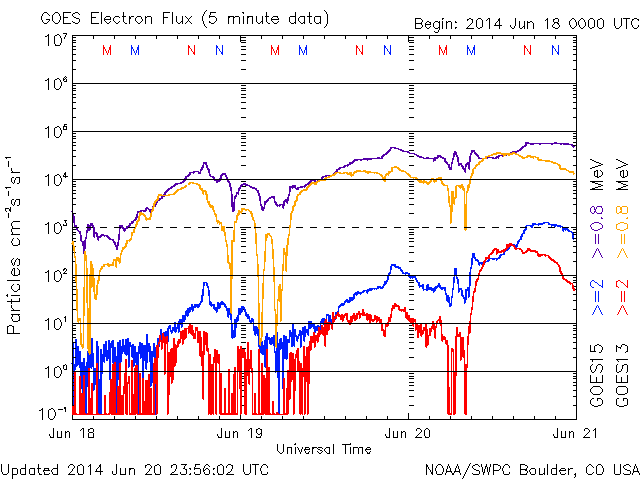 GOES Electron Flux (5 minute data)
Begin: 2014 Jun 18 0000 UTC
M M N N M M N N M M N N
10⁷
10⁶
10⁵
10⁴
10³
10²
10¹
10⁰
10⁻¹
Particles cm⁻²s⁻¹sr⁻¹
Jun 18 Jun 19 Jun 20 Jun 21
Universal Time
GOES15 >=2 >=0.8 MeV
GOES13 >=2 >=0.8 MeV
Updated 2014 Jun 20 23:56:02 UTC
NOAA/SWPC Boulder, CO USA